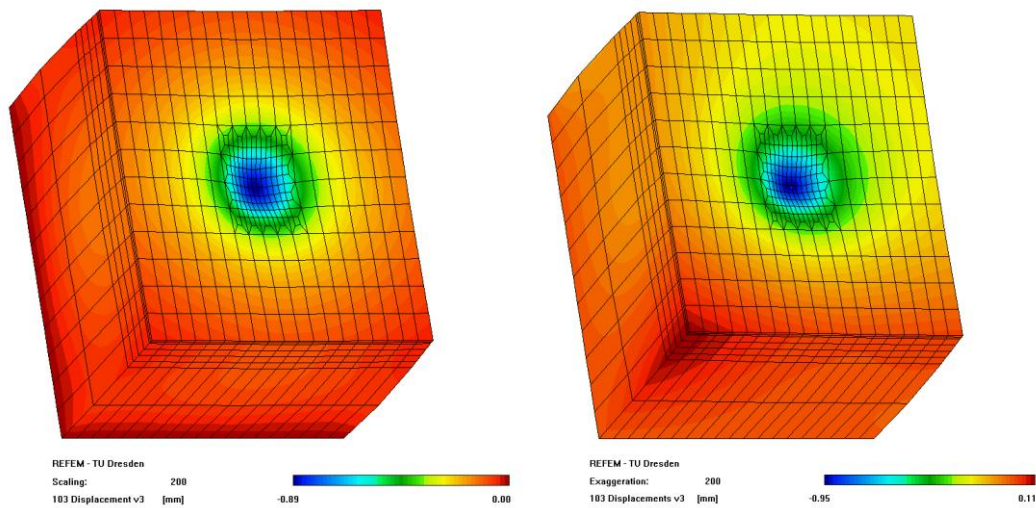 REFEM - TU Dresden
Scaling: 200
103 Displacement v3 [mm] -0.89 0.00
REFEM - TU Dresden
Exaggeration: 200
103 Displacements v3 [mm] -0.95 0.11